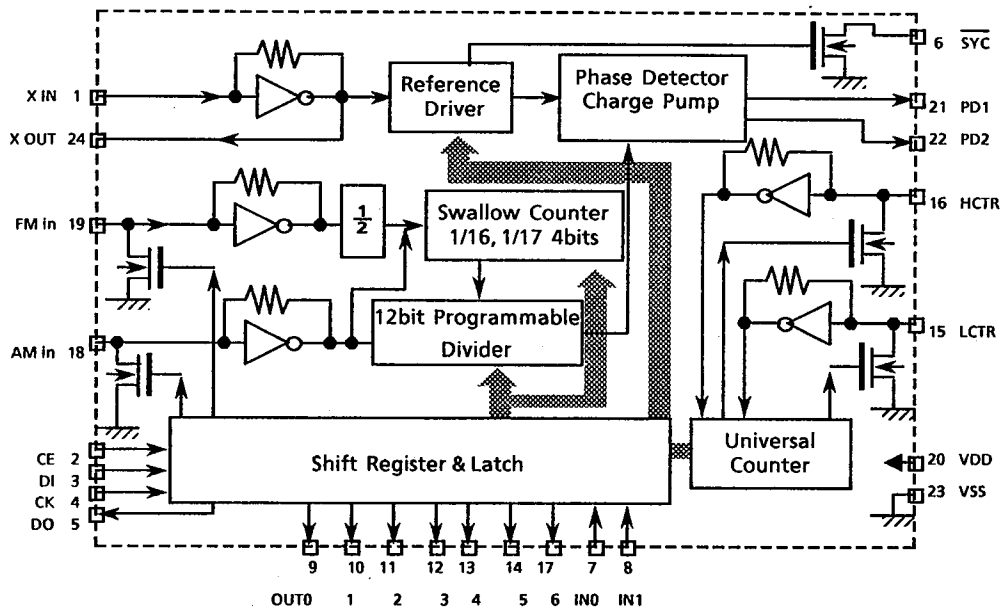 6 SYC
X IN 1
Reference
Driver
Phase Detector
Charge Pump
21 PD1
X OUT 24
22 PD2
FM in 19
1/2
Swallow Counter
1/16, 1/17 4bits
16 HCTR
12bit Programmable
Divider
15 LCTR
AM in 18
Shift Register & Latch
Universal
Counter
CE 2
DI 3
CK 4
DO 5
20 VDD
23 VSS
9 10 11 12 13 14 17 7 8
OUT0 1 2 3 4 5 6 IN0 IN1